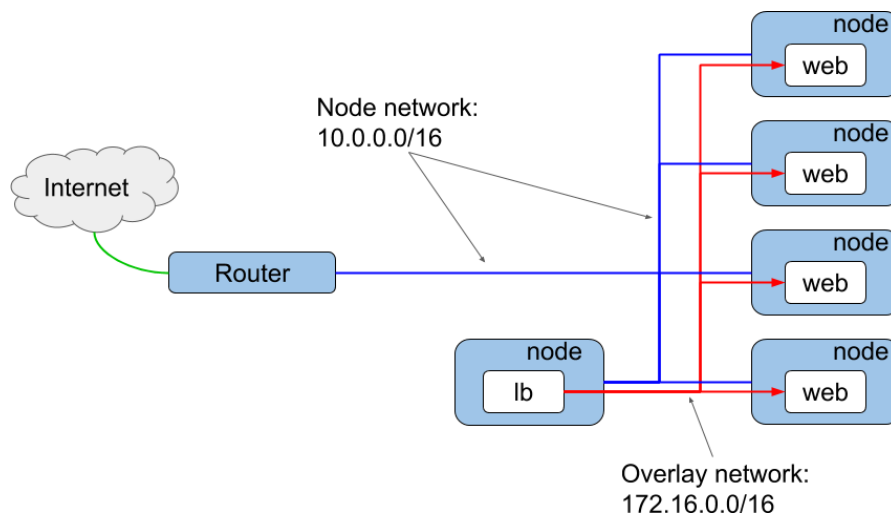 node
web
Node network:
10.0.0.0/16
node
web
Internet
node
Router
web
node
node
lb
web
Overlay network:
172.16.0.0/16